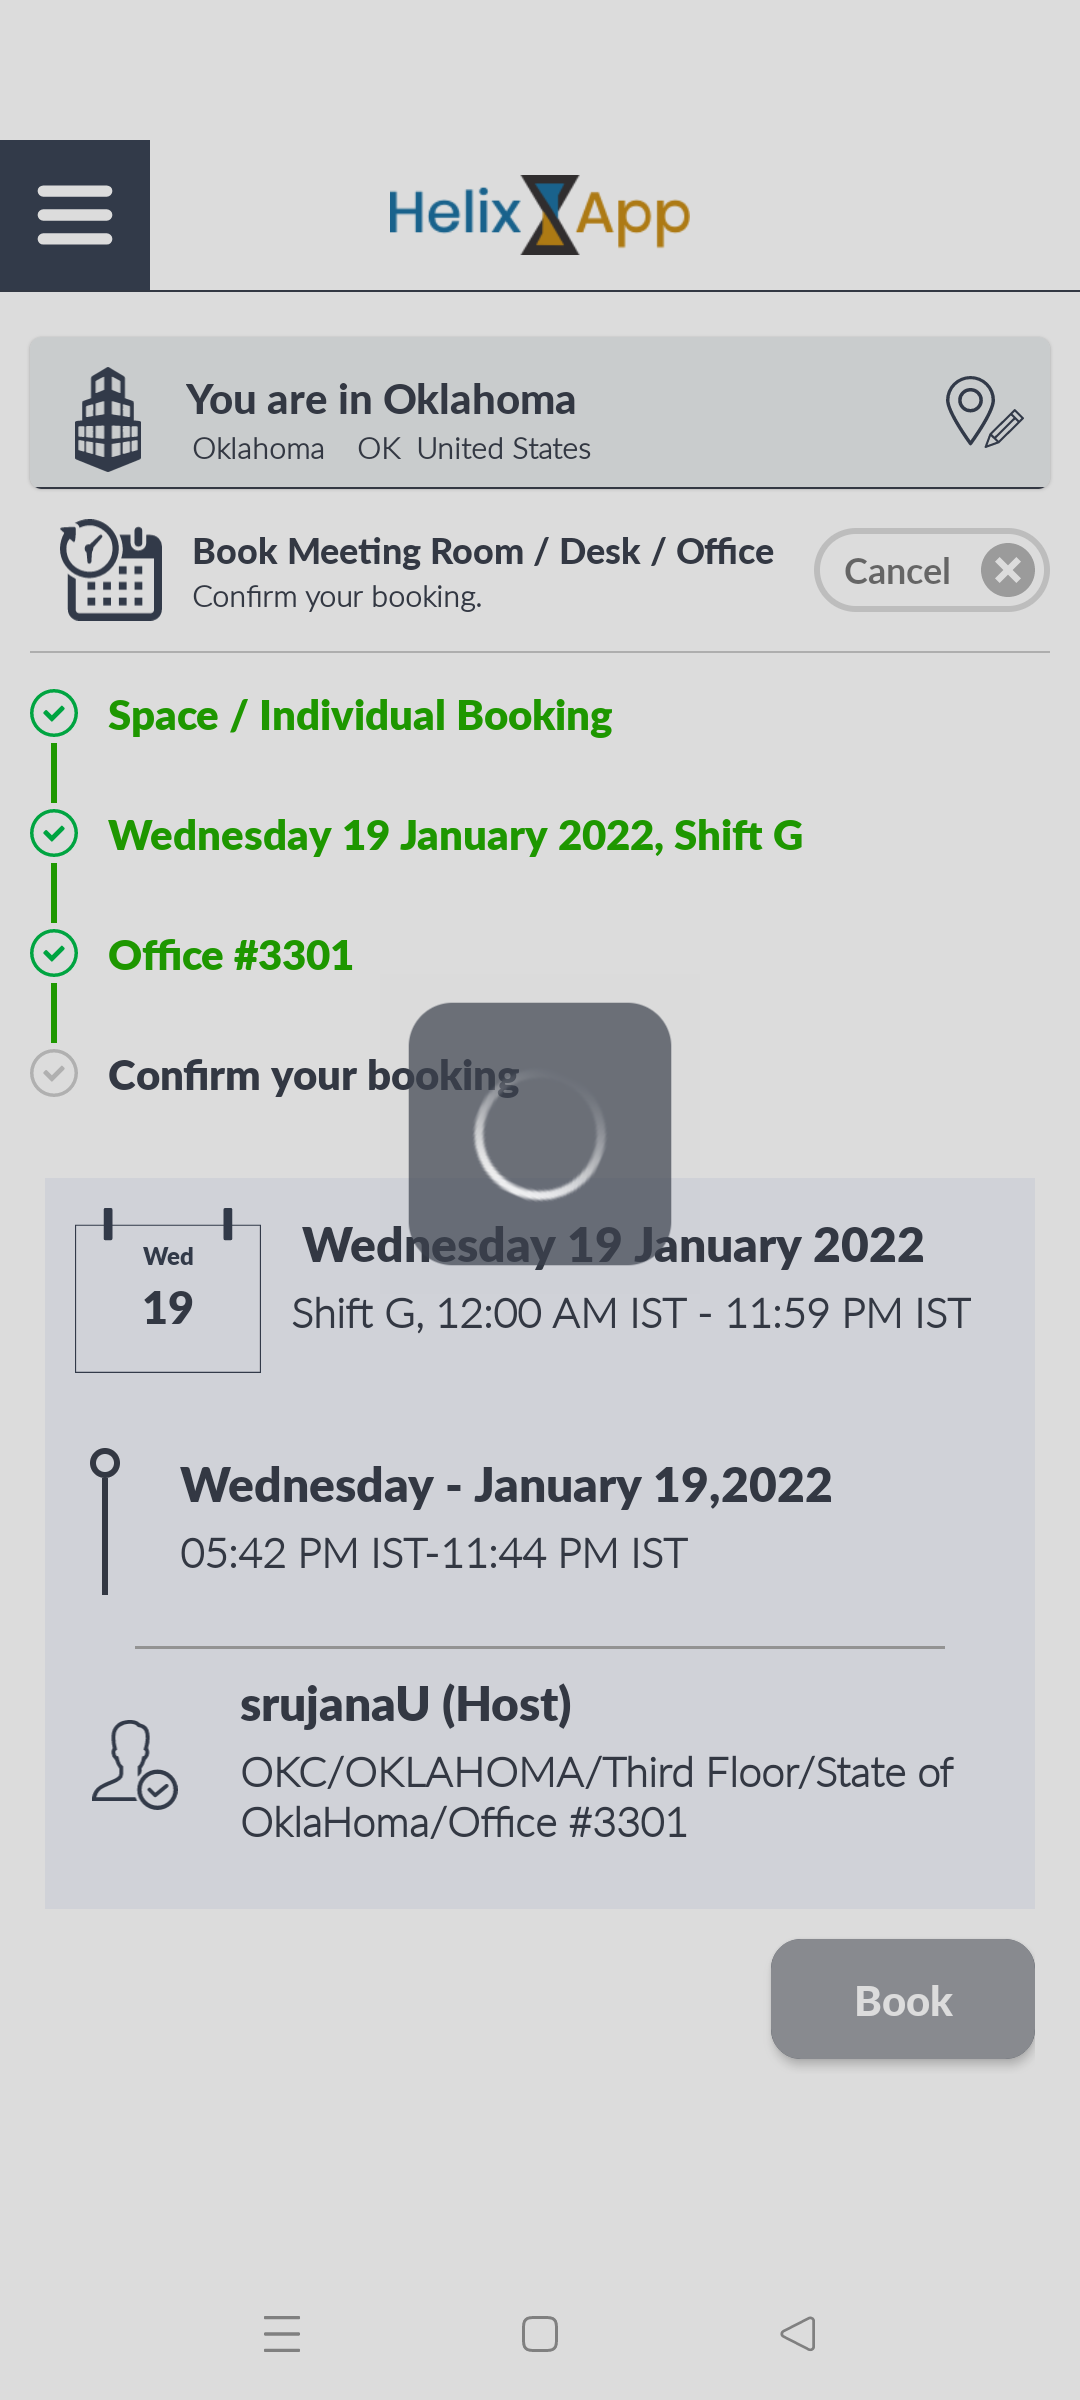 Helix App
You are in Oklahoma
Oklahoma OK United States
Book Meeting Room / Desk / Office
Confirm your booking.
Cancel
Space / Individual Booking
Wednesday 19 January 2022, Shift G
Office #3301
Confirm your booking
Wed
19
Wednesday 19 January 2022
Shift G, 12:00 AM IST - 11:59 PM IST
Wednesday - January 19,2022
05:42 PM IST-11:44 PM IST
srujanaU (Host)
OKC/OKLAHOMA/Third Floor/State of
OklaHoma/Office #3301
Book